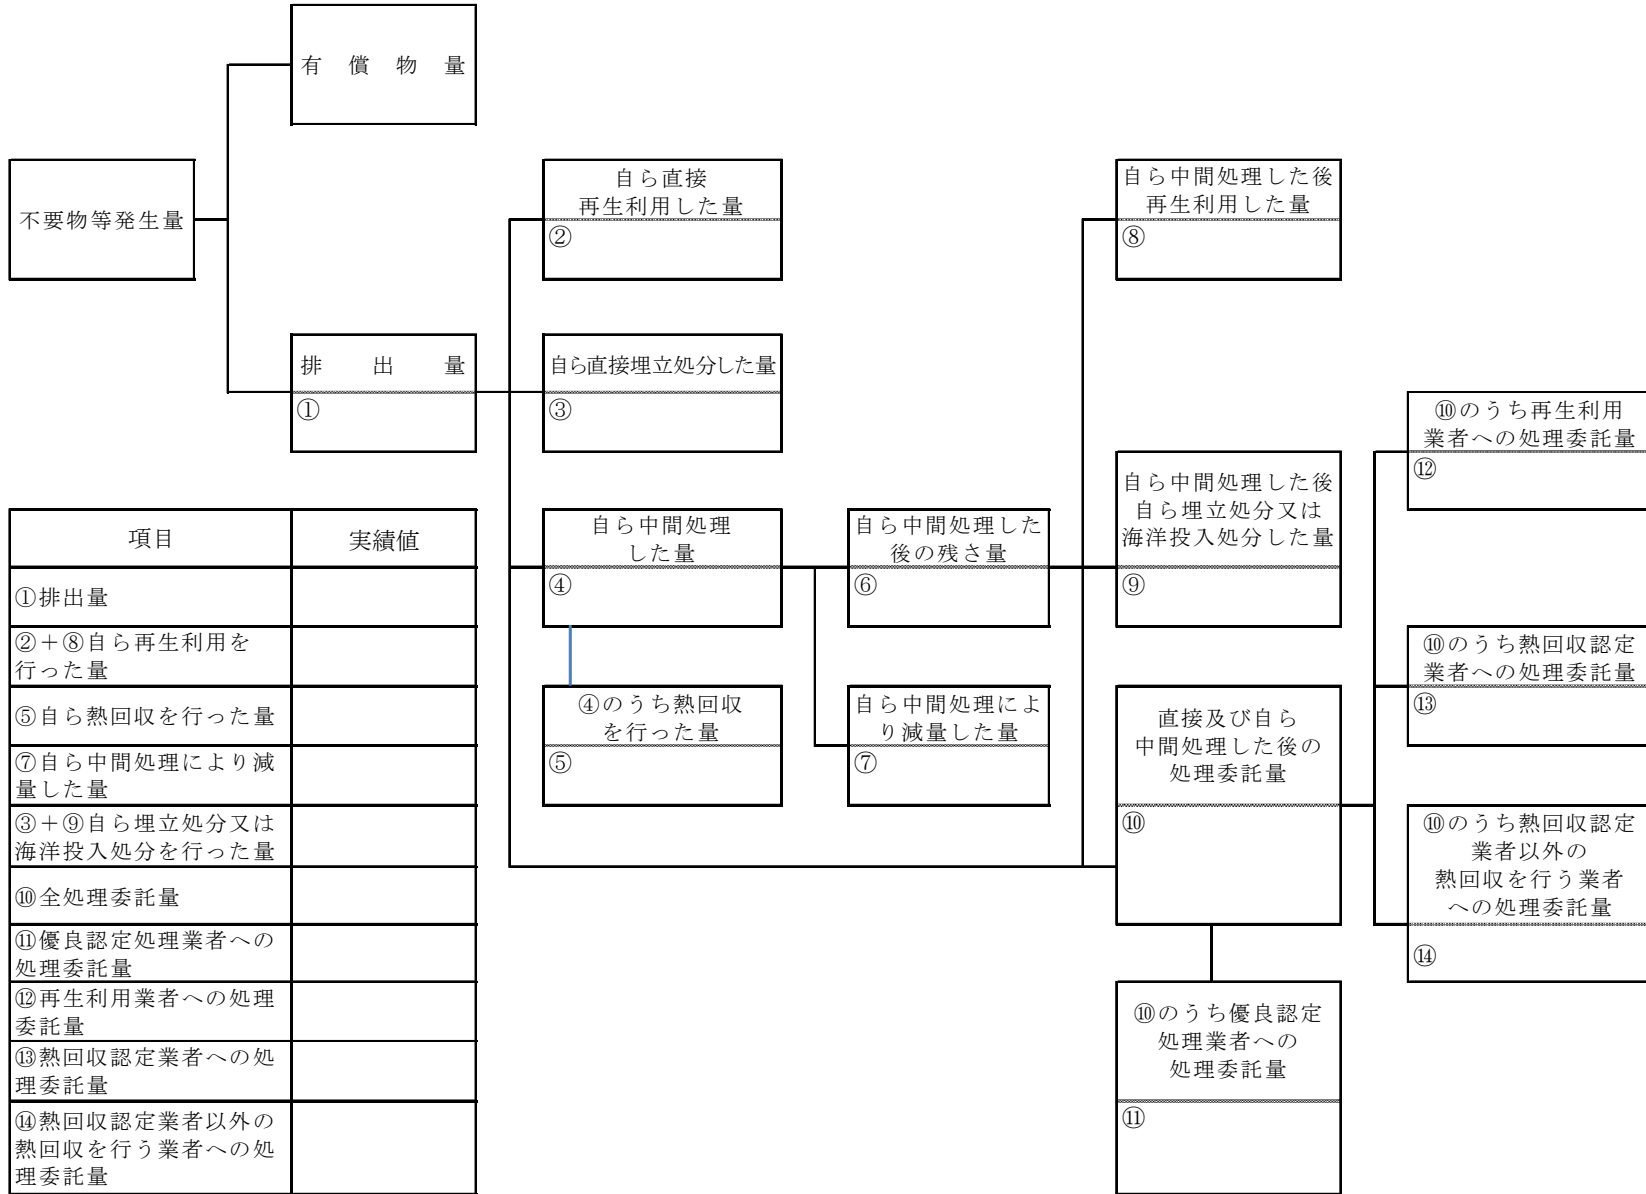 有償物量
不要物等発生量
排出量
①
自ら直接
再生利用した量
②
自ら直接埋立処分した量
③
自ら中間処理
した量
④
④のうち熱回収
を行った量
⑤
自ら中間処理した
後の残さ量
⑥
自ら中間処理によ
り減量した量
⑦
自ら中間処理した後
再生利用した量
⑧
自ら中間処理した後
自ら埋立処分又は
海洋投入処分した量
⑨
直接及び自ら
中間処理した後の
処理委託量
⑩
⑩のうち優良認定
処理業者への
処理委託量
⑪
⑩のうち再生利用
業者への処理委託量
⑫
⑩のうち熱回収認定
業者への処理委託量
⑬
⑩のうち熱回収認定
業者以外の
熱回収を行う業者
への処理委託量
⑭
項目
実績値
①排出量
②+⑧自ら再生利用を
行った量
⑤自ら熱回収を行った量
⑦自ら中間処理により減
量した量
③+⑨自ら埋立処分又は
海洋投入処分を行った量
⑩全処理委託量
⑪優良認定処理業者への
処理委託量
⑫再生利用業者への処理
委託量
⑬熱回収認定業者への処
理委託量
⑭熱回収認定業者以外の
熱回収を行う業者への処
理委託量